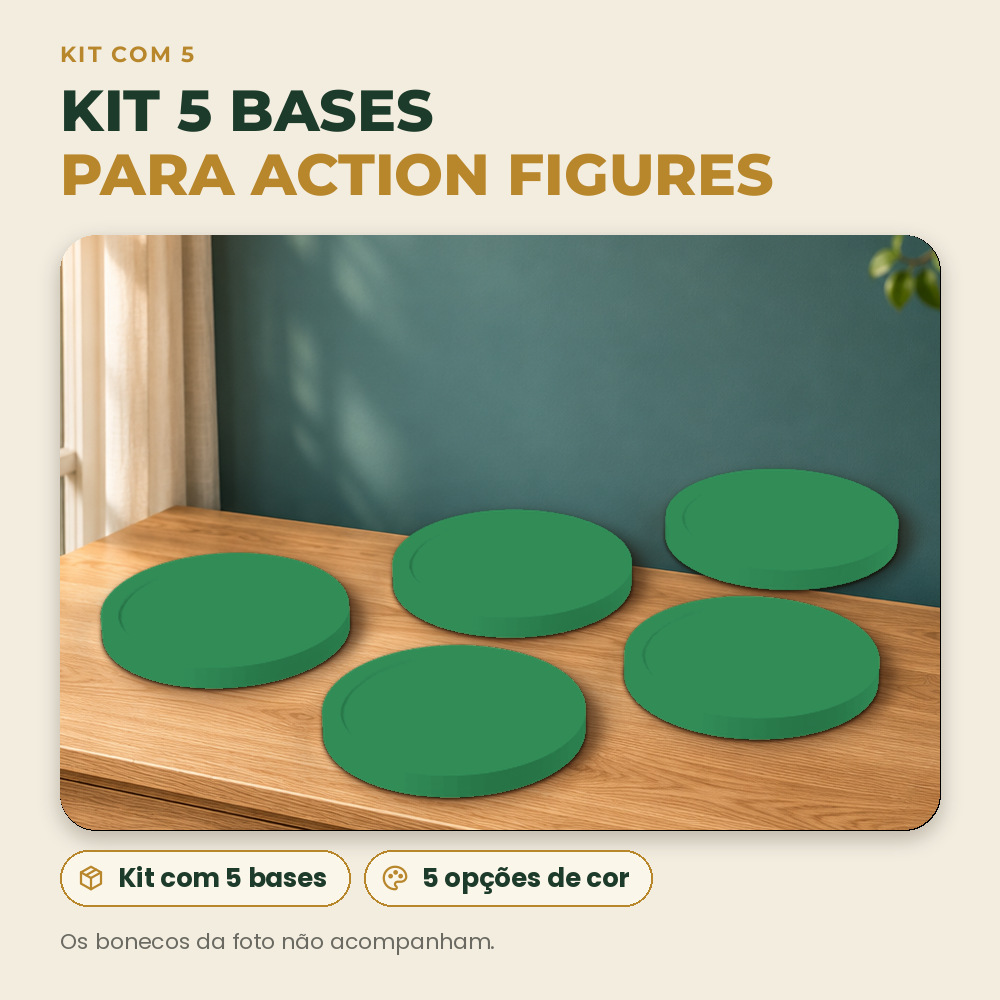 KIT COM 5
KIT 5 BASES
PARA ACTION FIGURES
Kit com 5 bases
5 opções de cor
Os bonecos da foto não acompanham.